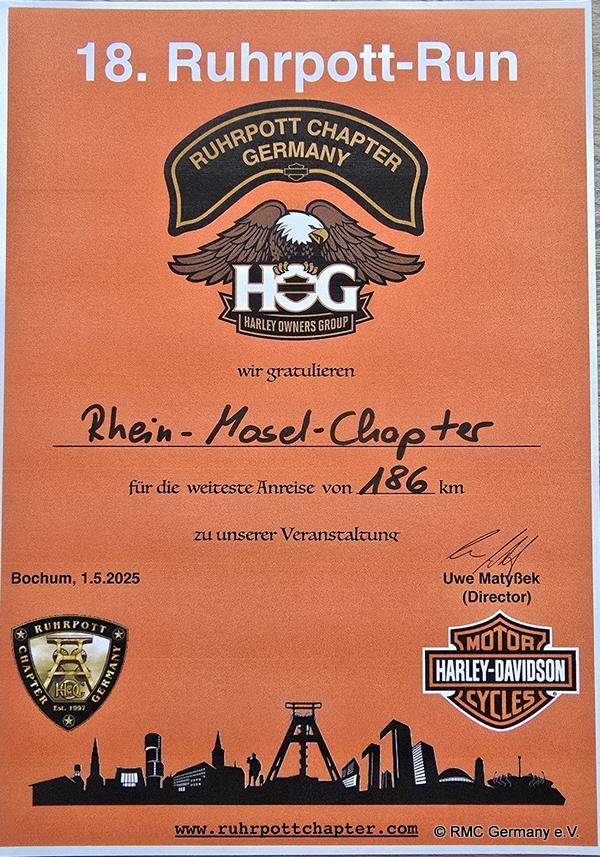 18. Ruhrpott-Run
RUHRPOTT CHAPTER
GERMANY
HOG
HARLEY OWNERS GROUP
wir gratulieren
Rhein-Mosel-Chapter
für die weiteste Anreise von 186 km
zu unserer Veranstaltung
Bochum, 1.5.2025
Uwe Matyßek
(Director)
RUHRPOTT
CHAPTER
GERMANY
HOG
Est. 1997
MOTOR
HARLEY-DAVIDSON
CYCLES
www.ruhrpottchapter.com
© RMC Germany e.V.